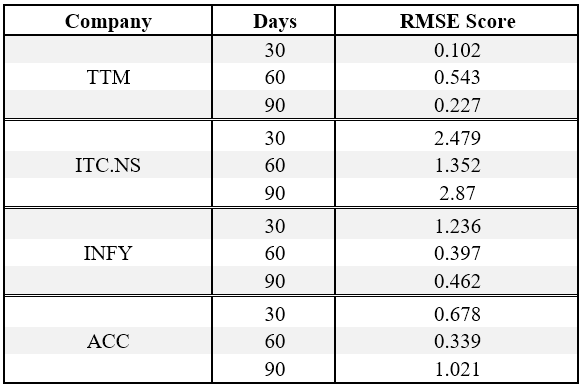 Company Days RMSE Score
30 0.102
TTM 60 0.543
90 0.227
30 2.479
ITC.NS 60 1.352
90 2.87
30 1.236
INFY 60 0.397
90 0.462
30 0.678
ACC 60 0.339
90 1.021